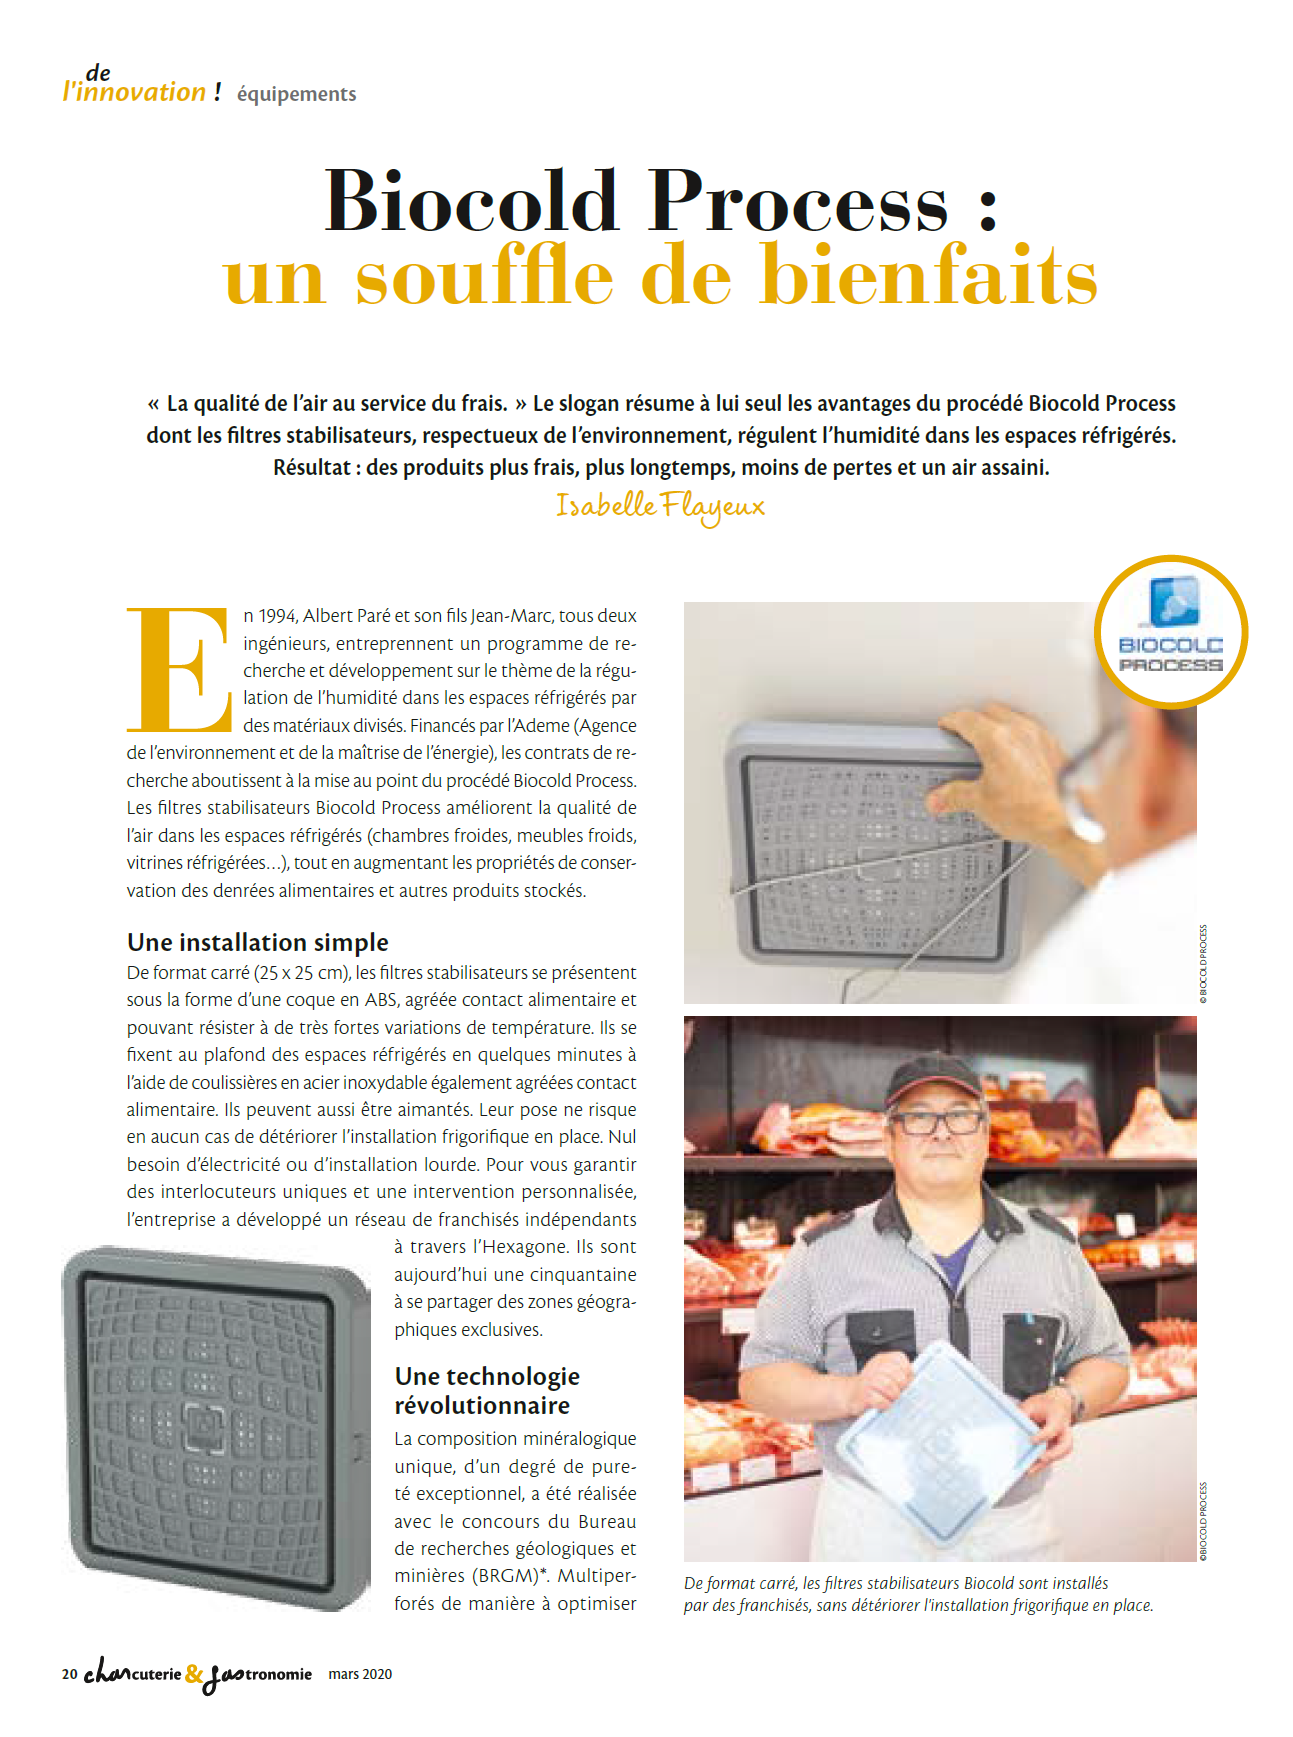 de
l'innovation ! équipements
Biocold Process :
un souffle de bienfaits
« La qualité de l'air au service du frais. » Le slogan résume à lui seul les avantages du procédé Biocold Process
dont les filtres stabilisateurs, respectueux de l'environnement, régulent l'humidité dans les espaces réfrigérés.
Résultat : des produits plus frais, plus longtemps, moins de pertes et un air assaini.
Isabelle Flayeux
En 1994, Albert Paré et son fils Jean-Marc, tous deux
ingénieurs, entreprennent un programme de re-
cherche et développement sur le thème de la régu-
lation de l'humidité dans les espaces réfrigérés par
des matériaux divisés. Financés par l'Ademe (Agence
de l'environnement et de la maîtrise de l'énergie), les contrats de re-
cherche aboutissent à la mise au point du procédé Biocold Process.
Les filtres stabilisateurs Biocold Process améliorent la qualité de
l'air dans les espaces réfrigérés (chambres froides, meubles froids,
vitrines réfrigérées...), tout en augmentant les propriétés de conser-
vation des denrées alimentaires et autres produits stockés.
Une installation simple
De format carré (25 x 25 cm), les filtres stabilisateurs se présentent
sous la forme d'une coque en ABS, agréée contact alimentaire et
pouvant résister à de très fortes variations de température. Ils se
fixent au plafond des espaces réfrigérés en quelques minutes à
l'aide de coulissières en acier inoxydable également agréées contact
alimentaire. Ils peuvent aussi être aimantés. Leur pose ne risque
en aucun cas de détériorer l'installation frigorifique en place. Nul
besoin d'électricité ou d'installation lourde. Pour vous garantir
des interlocuteurs uniques et une intervention personnalisée,
l'entreprise a développé un réseau de franchisés indépendants
à travers l'Hexagone. Ils sont
aujourd'hui une cinquantaine
à se partager des zones géogra-
phiques exclusives.
Une technologie
révolutionnaire
La composition minéralogique
unique, d'un degré de pure-
té exceptionnel, a été réalisée
avec le concours du Bureau
de recherches géologiques et
minières (BRGM)*. Multiper-
forés de manière à optimiser
BIOCOLD
PROCESS
© BIOCOLD PROCESS
©BIOCOLD PROCESS
De format carré, les filtres stabilisateurs Biocold sont installés
par des franchisés, sans détériorer l'installation frigorifique en place.
20 charcuterie & gastronomie mars 2020